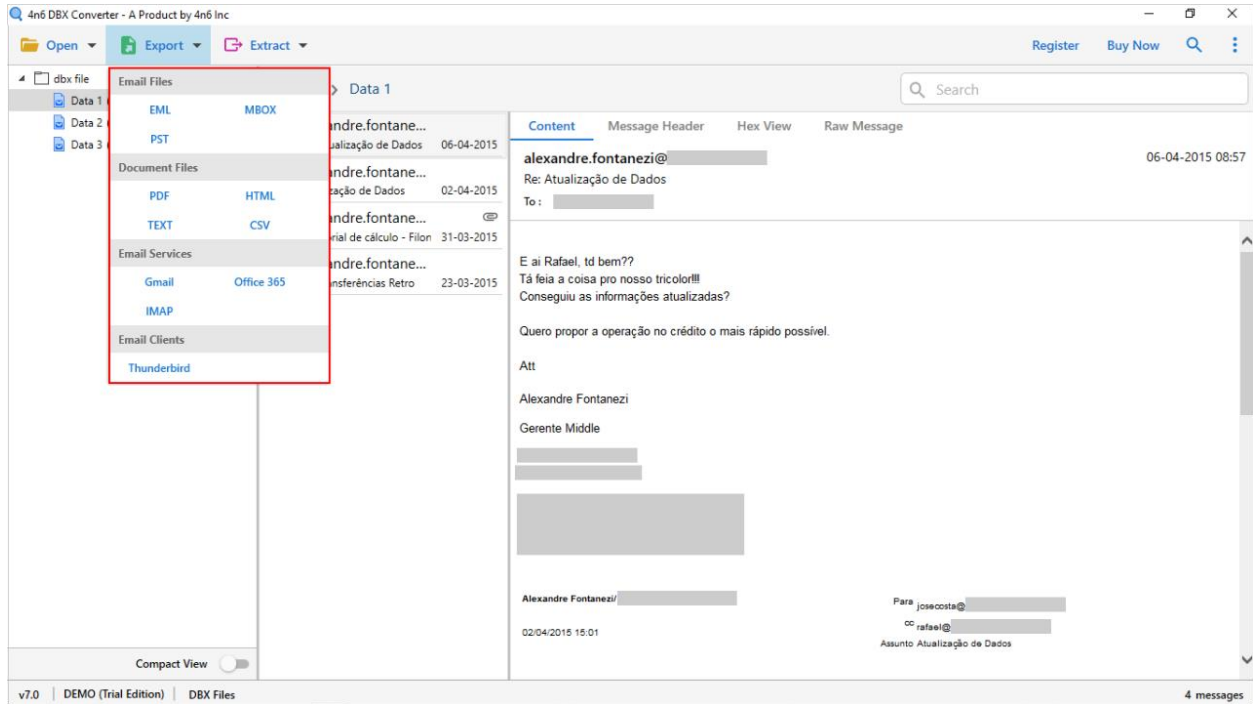 4n6 DBX Converter - A Product by 4n6 Inc
Open Export Extract Register Buy Now
dbx file
Data 1
Data 2
Data 3
Email Files
EML MBOX
PST
Document Files
PDF HTML
TEXT CSV
Email Services
Gmail Office 365
IMAP
Email Clients
Thunderbird
> Data 1
Search
andre.fontane...
ualização de Dados 06-04-2015
andre.fontane...
zação de Dados 02-04-2015
andre.fontane...
rial de cálculo - Filon 31-03-2015
andre.fontane...
nsferências Retro 23-03-2015
Content Message Header Hex View Raw Message
alexandre.fontanezi@ 06-04-2015 08:57
Re: Atualização de Dados
To :
E ai Rafael, td bem??
Tá feia a coisa pro nosso tricolor!!!
Conseguiu as informações atualizadas?
Quero propor a operação no crédito o mais rápido possível.
Att
Alexandre Fontanezi
Gerente Middle
Alexandre Fontanezi/
02/04/2015 15:01
Para josecosta@
cc rafael@
Assunto Atualização de Dados
Compact View
v7.0 DEMO (Trial Edition) DBX Files 4 messages